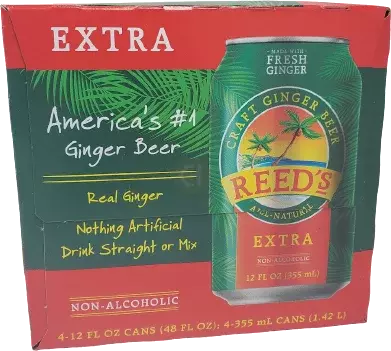 EXTRA
America's #1
Ginger Beer
Real Ginger
Nothing Artificial
Drink Straight or Mix
NON-ALCOHOLIC
4-12 FL OZ CANS (48 FL OZ); 4-355 mL CANS (1.42 L)
MADE WITH
FRESH
GINGER
CRAFT GINGER BEER
REED'S
ALL-NATURAL
EXTRA
NON-ALCOHOLIC
12 FL OZ (355 mL)